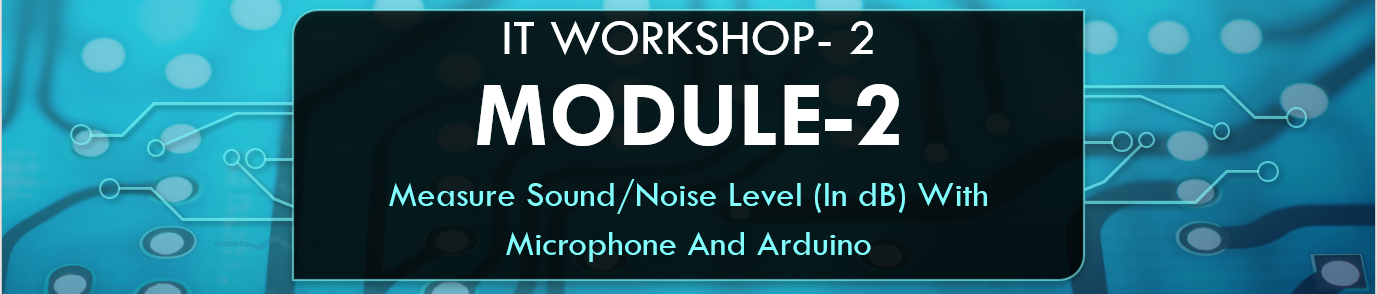 IT WORKSHOP- 2
MODULE-2
Measure Sound/Noise Level (In dB) With
Microphone And Arduino